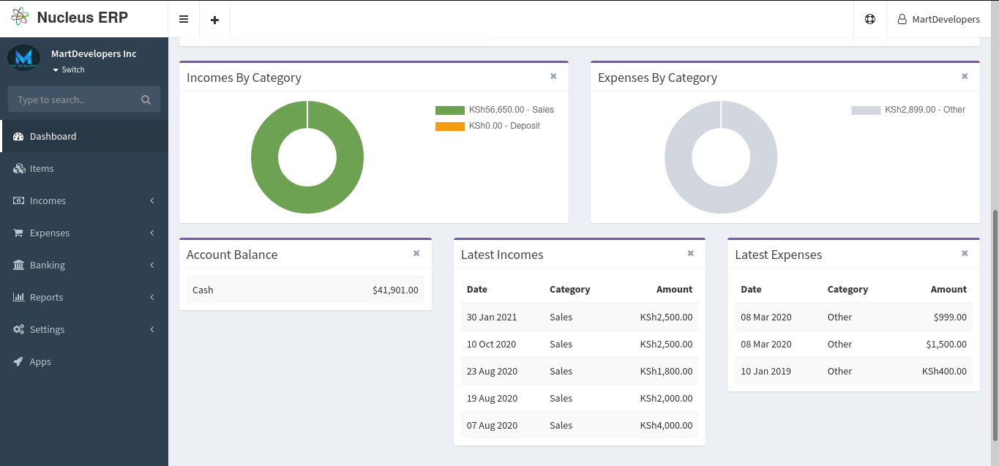 Nucleus ERP
MartDevelopers
MartDevelopers Inc
Switch
Type to search..
Dashboard
Items
Incomes
Expenses
Banking
Reports
Settings
Apps
Incomes By Category
KSh56,650.00 - Sales
KSh0.00 - Deposit
Expenses By Category
KSh2,899.00 - Other
Account Balance
Cash $41,901.00
Latest Incomes
Date Category Amount
30 Jan 2021 Sales KSh2,500.00
10 Oct 2020 Sales KSh2,500.00
23 Aug 2020 Sales KSh1,800.00
19 Aug 2020 Sales KSh2,000.00
07 Aug 2020 Sales KSh4,000.00
Latest Expenses
Date Category Amount
08 Mar 2020 Other $999.00
08 Mar 2020 Other $1,500.00
10 Jan 2019 Other KSh400.00